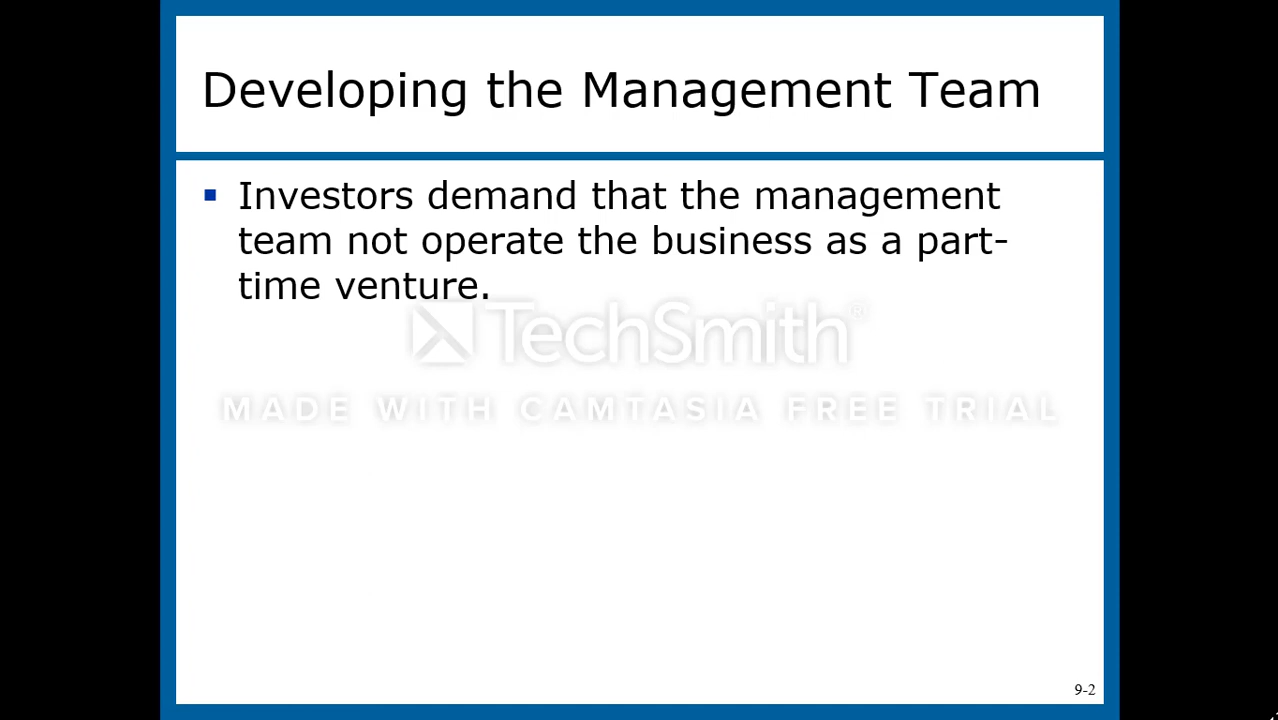 Developing the Management Team
▪ Investors demand that the management
team not operate the business as a part-
time venture.
TechSmith®
MADE WITH CAMTASIA FREE TRIAL
9-2